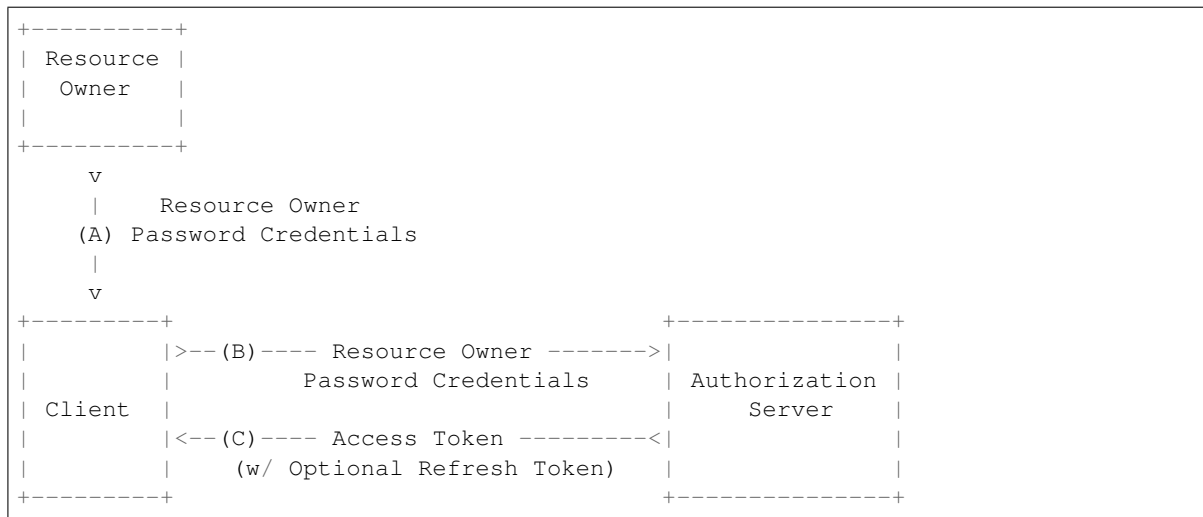 +----------+
| Resource |
|  Owner   |
|          |
+----------+
     v
     |    Resource Owner
    (A) Password Credentials
     |
     v
+---------+                                  +---------------+
|         |>--(B)---- Resource Owner ------->|               |
|         |         Password Credentials     | Authorization |
| Client  |                                  |     Server    |
|         |<--(C)---- Access Token ---------<|               |
|         |    (w/ Optional Refresh Token)   |               |
+---------+                                  +---------------+